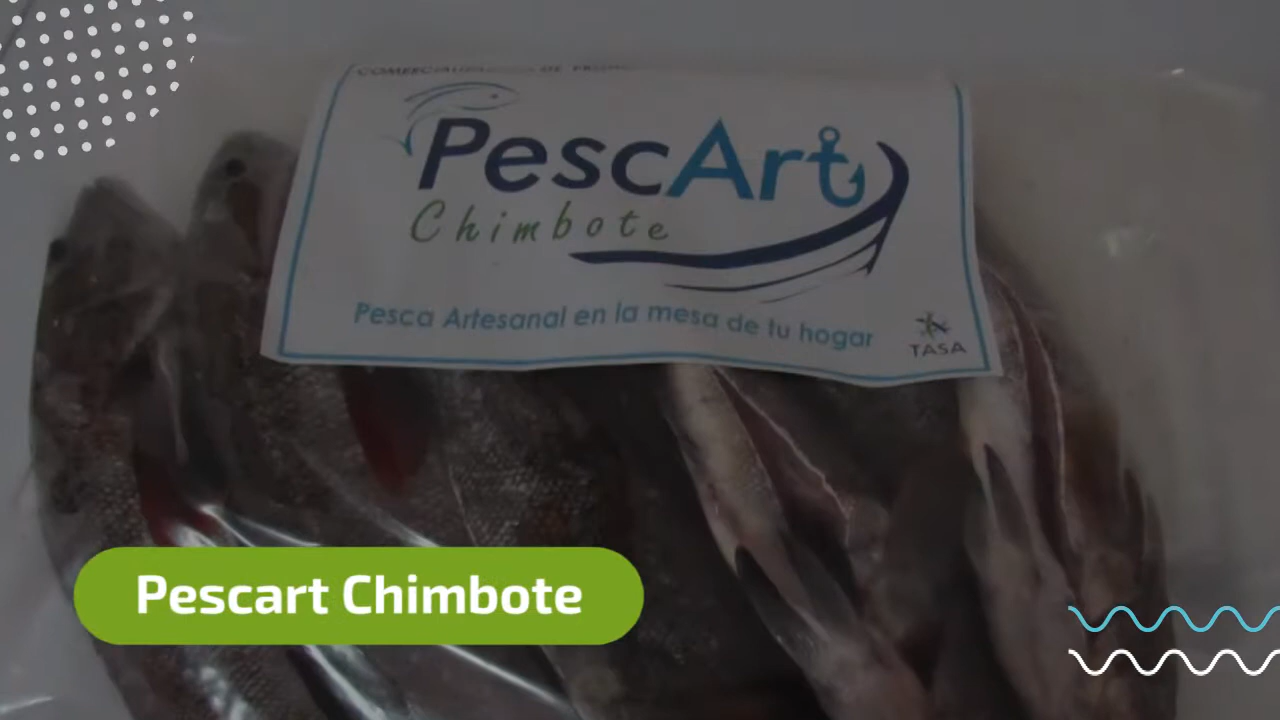 PescArt
Chimbote
Pesca Artesanal en la mesa de tu hogar
TASA
Pescart Chimbote